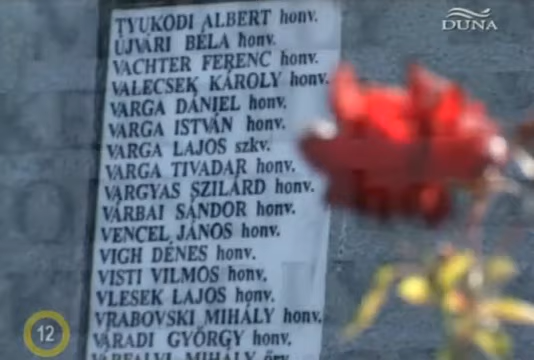 DUNA
TYUKODI ALBERT honv.
ÚJVÁRI BÉLA honv.
VACHTER FERENC honv.
VALECSEK KÁROLY honv.
VARGA DÁNIEL honv.
VARGA ISTVÁN honv.
VARGA LAJOS szkv.
VARGA TIVADAR honv.
VARGYAS SZILÁRD honv.
VÁRBAI SÁNDOR honv.
VENCEL JÁNOS honv.
VIGH DÉNES honv.
VISTI VILMOS honv.
VLESEK LAJOS honv.
VRABOVSKI MIHÁLY honv.
VÁRADI GYÖRGY honv.
MIHÁLY
12